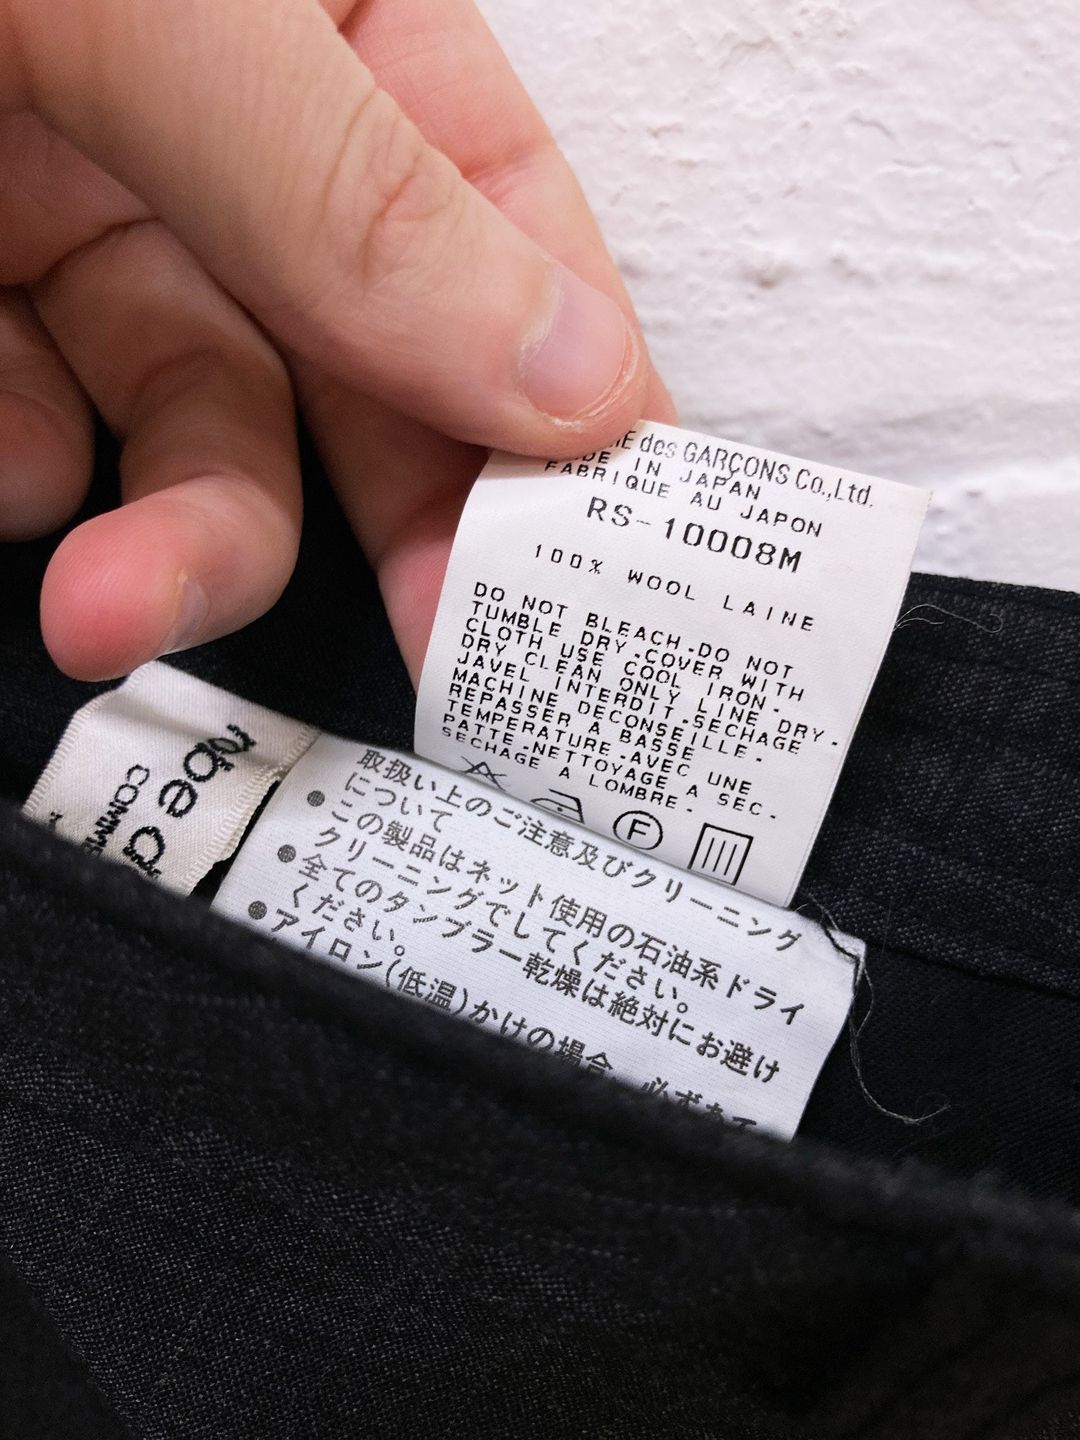 des GARÇONS Co.,Ltd.
IN JAPAN
FABRIQUE AU JAPON
RS-10008M
100% WOOL LAINE
DO NOT BLEACH.DO NOT
TUMBLE DRY.COVER WITH
CLOTH USE COOL IRON.
DRY CLEAN ONLY LINE DRY.
JAVEL INTERDIT.SECHAGE
MACHINE DECONSEILLE.
REPASSER A BASSE
TEMPERATURE.AVEC UNE
PATTE.NETTOYAGE A SEC.
SECHAGE A LOMBRE.
F
robe
取扱い上のご注意及びクリーニング
について
●この製品はネット使用の石油系ドライ
クリーニングでしてください。
●全てのタンブラー乾燥は絶対にお避け
ください。
●アイロン(低温)かけの場合、必ずあて